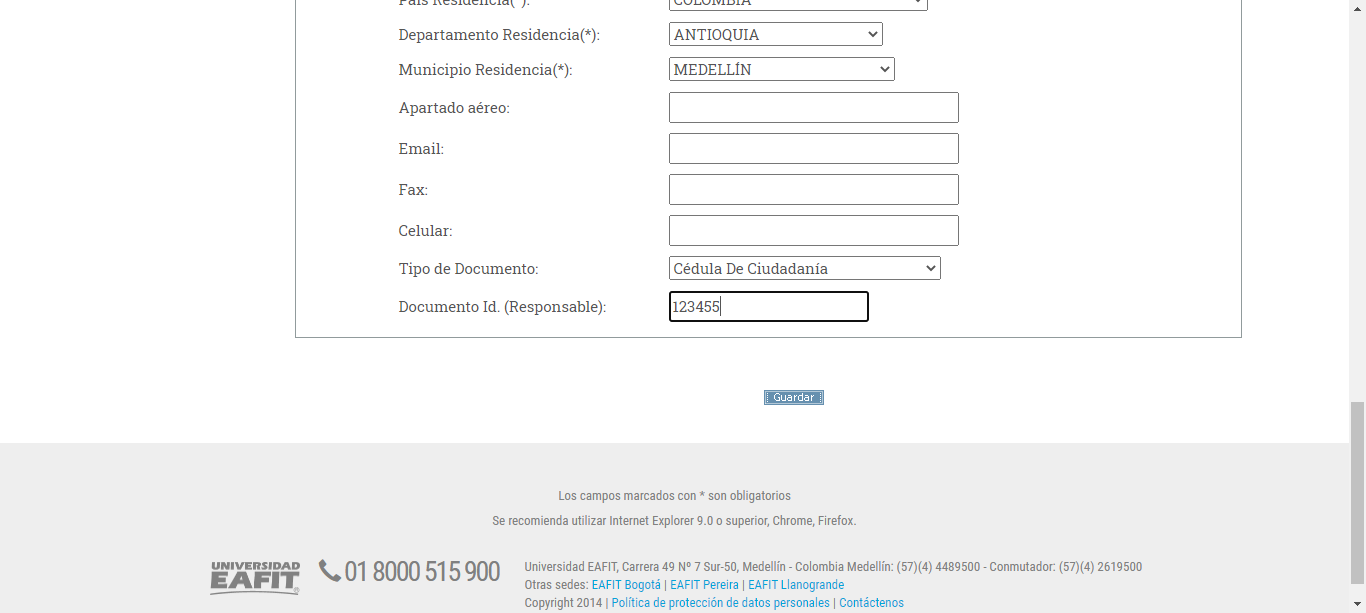 País Residencia(*): COLOMBIA
Departamento Residencia(*): ANTIOQUIA
Municipio Residencia(*): MEDELLÍN
Apartado aéreo:
Email:
Fax:
Celular:
Tipo de Documento: Cédula De Ciudadanía
Documento Id. (Responsable): 123455
Guardar
Los campos marcados con * son obligatorios
Se recomienda utilizar Internet Explorer 9.0 o superior, Chrome, Firefox.
UNIVERSIDAD
EAFIT
01 8000 515 900
Universidad EAFIT, Carrera 49 Nº 7 Sur-50, Medellín - Colombia Medellín: (57)(4) 4489500 - Conmutador: (57)(4) 2619500
Otras sedes: EAFIT Bogotá | EAFIT Pereira | EAFIT Llanogrande
Copyright 2014 | Política de protección de datos personales | Contáctenos